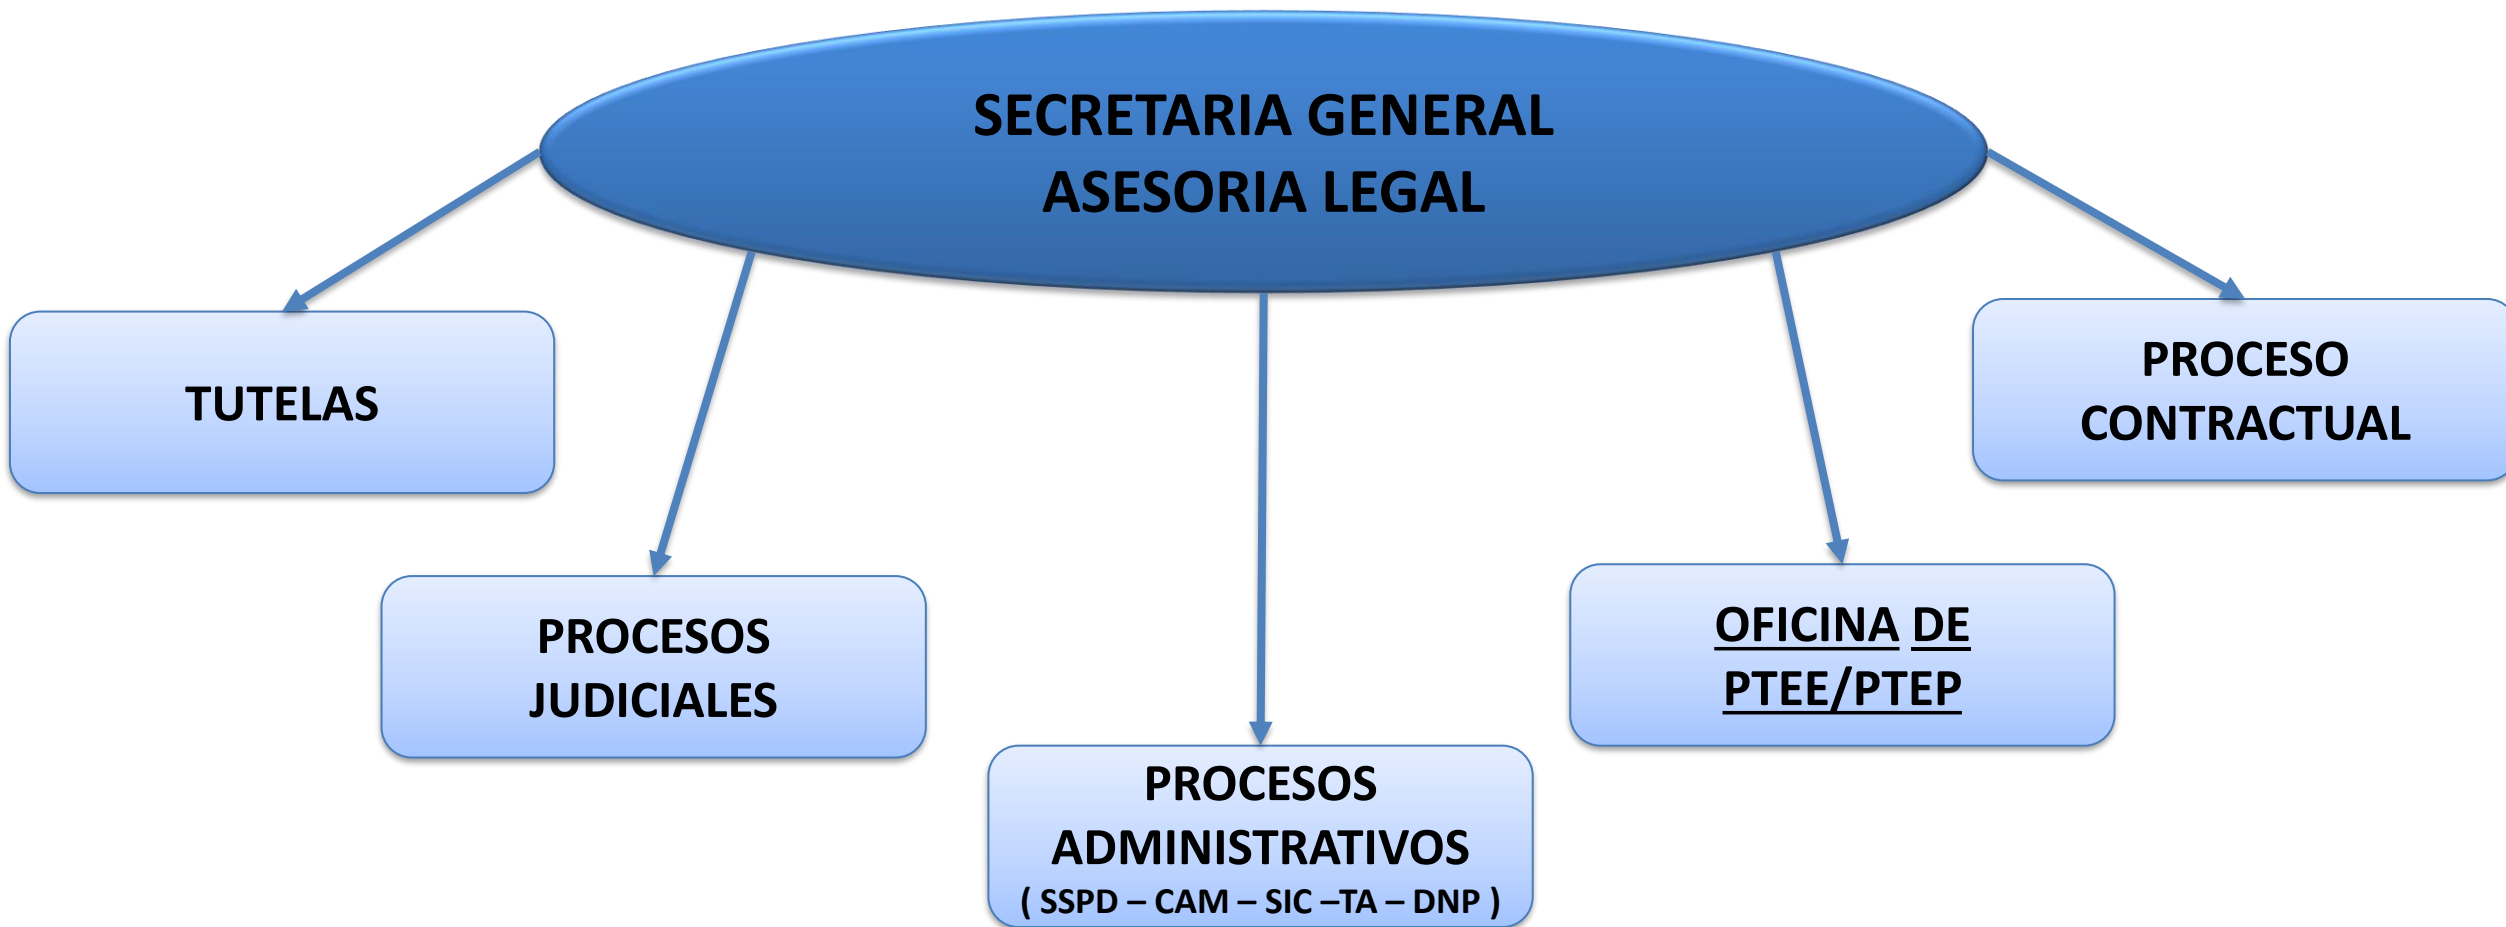 SECRETARIA GENERAL
ASESORIA LEGAL
TUTELAS
PROCESOS
JUDICIALES
PROCESOS
ADMINISTRATIVOS
( SSPD – CAM – SIC –TA – DNP )
OFICINA DE
PTEE/PTEP
PROCESO
CONTRACTUAL